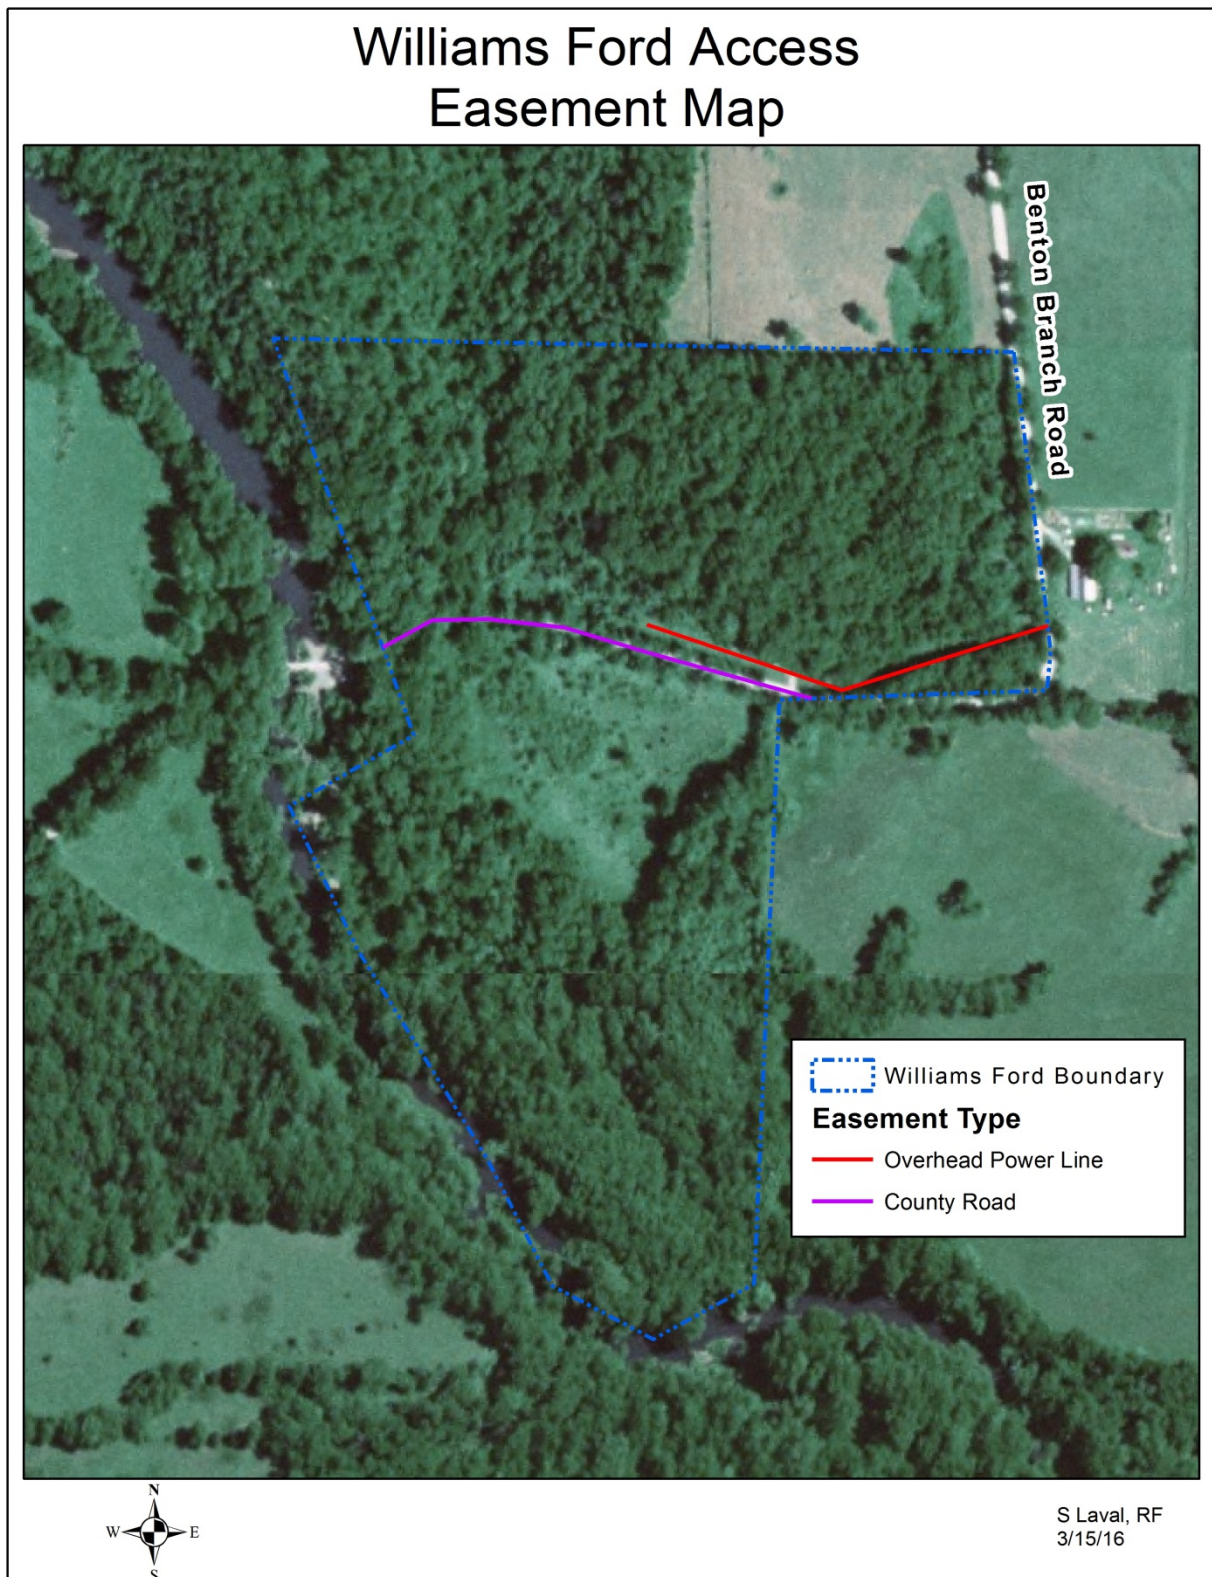 Williams Ford Access
Easement Map
Benton Branch Road
Williams Ford Boundary
Easement Type
Overhead Power Line
County Road
N
W E
S
S Laval, RF
3/15/16